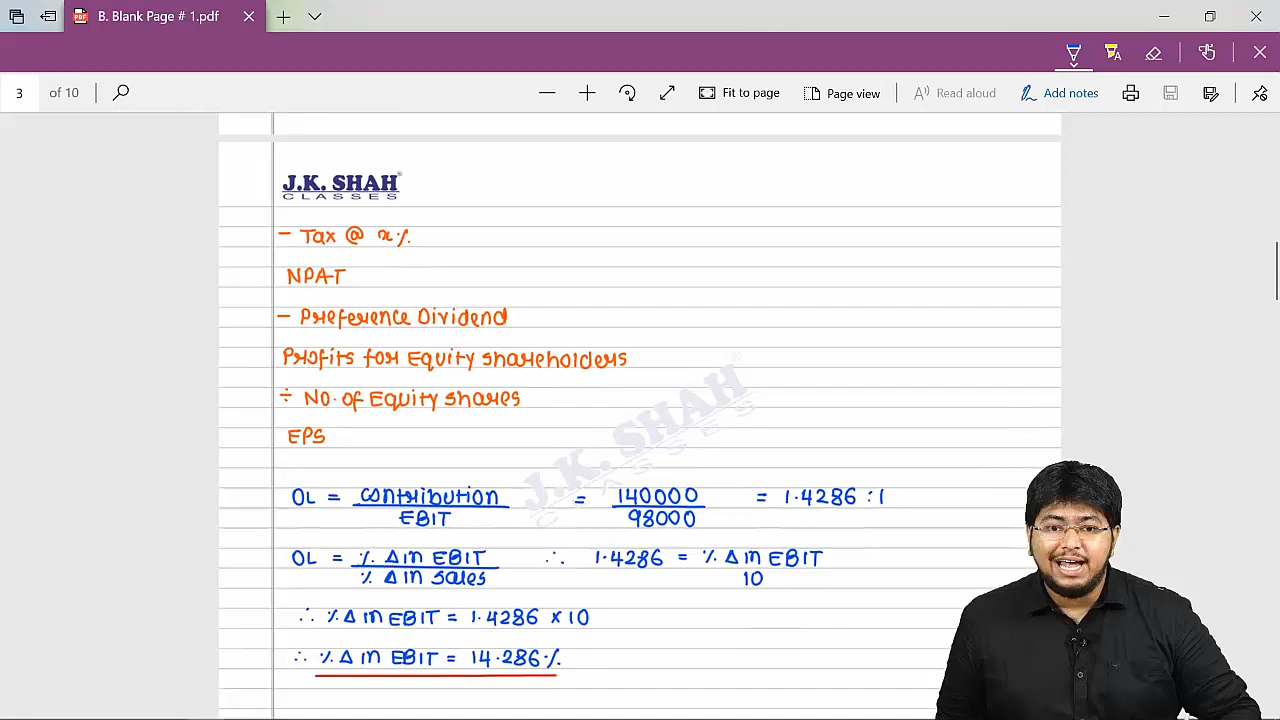 B. Blank Page # 1.pdf
3 of 10 Fit to page Page view Read aloud Add notes
J.K. SHAH®
CLASSES
- Tax @ x%
NPAT
- Preference Dividend
Profits for Equity shareholders
÷ No. of Equity shares
EPS
J.K. SHAH®
CLASSES
OL = contribution / EBIT = 140000 / 98000 = 1.4286 : 1
OL = % Δ in EBIT / % Δ in sales ∴ 1.4286 = % Δ in EBIT / 10
∴ % Δ in EBIT = 1.4286 x 10
∴ % Δ in EBIT = 14.286%